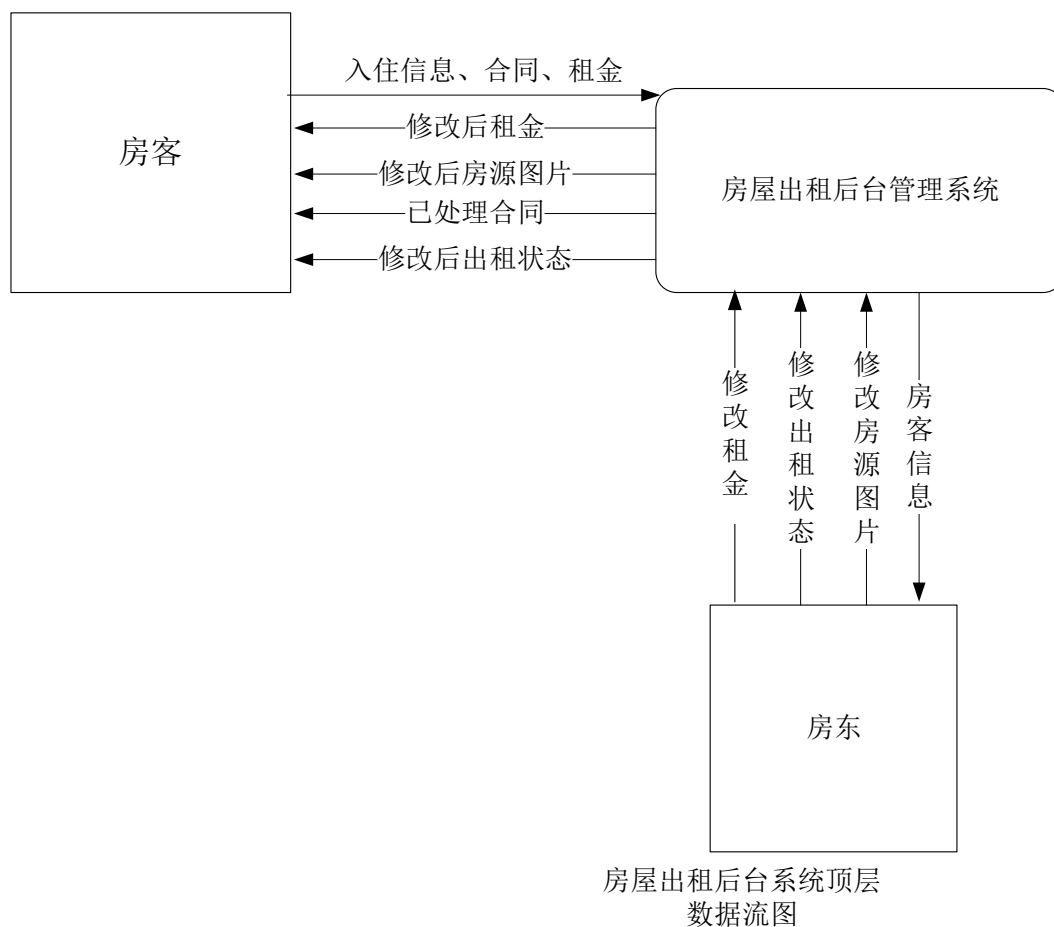 入住信息、合同、租金
房客
修改后租金
修改后房源图片
已处理合同
修改后出租状态
房屋出租后台管理系统
修改租金
修改出租状态
修改房源图片
房客信息
房东
房屋出租后台系统顶层
数据流图